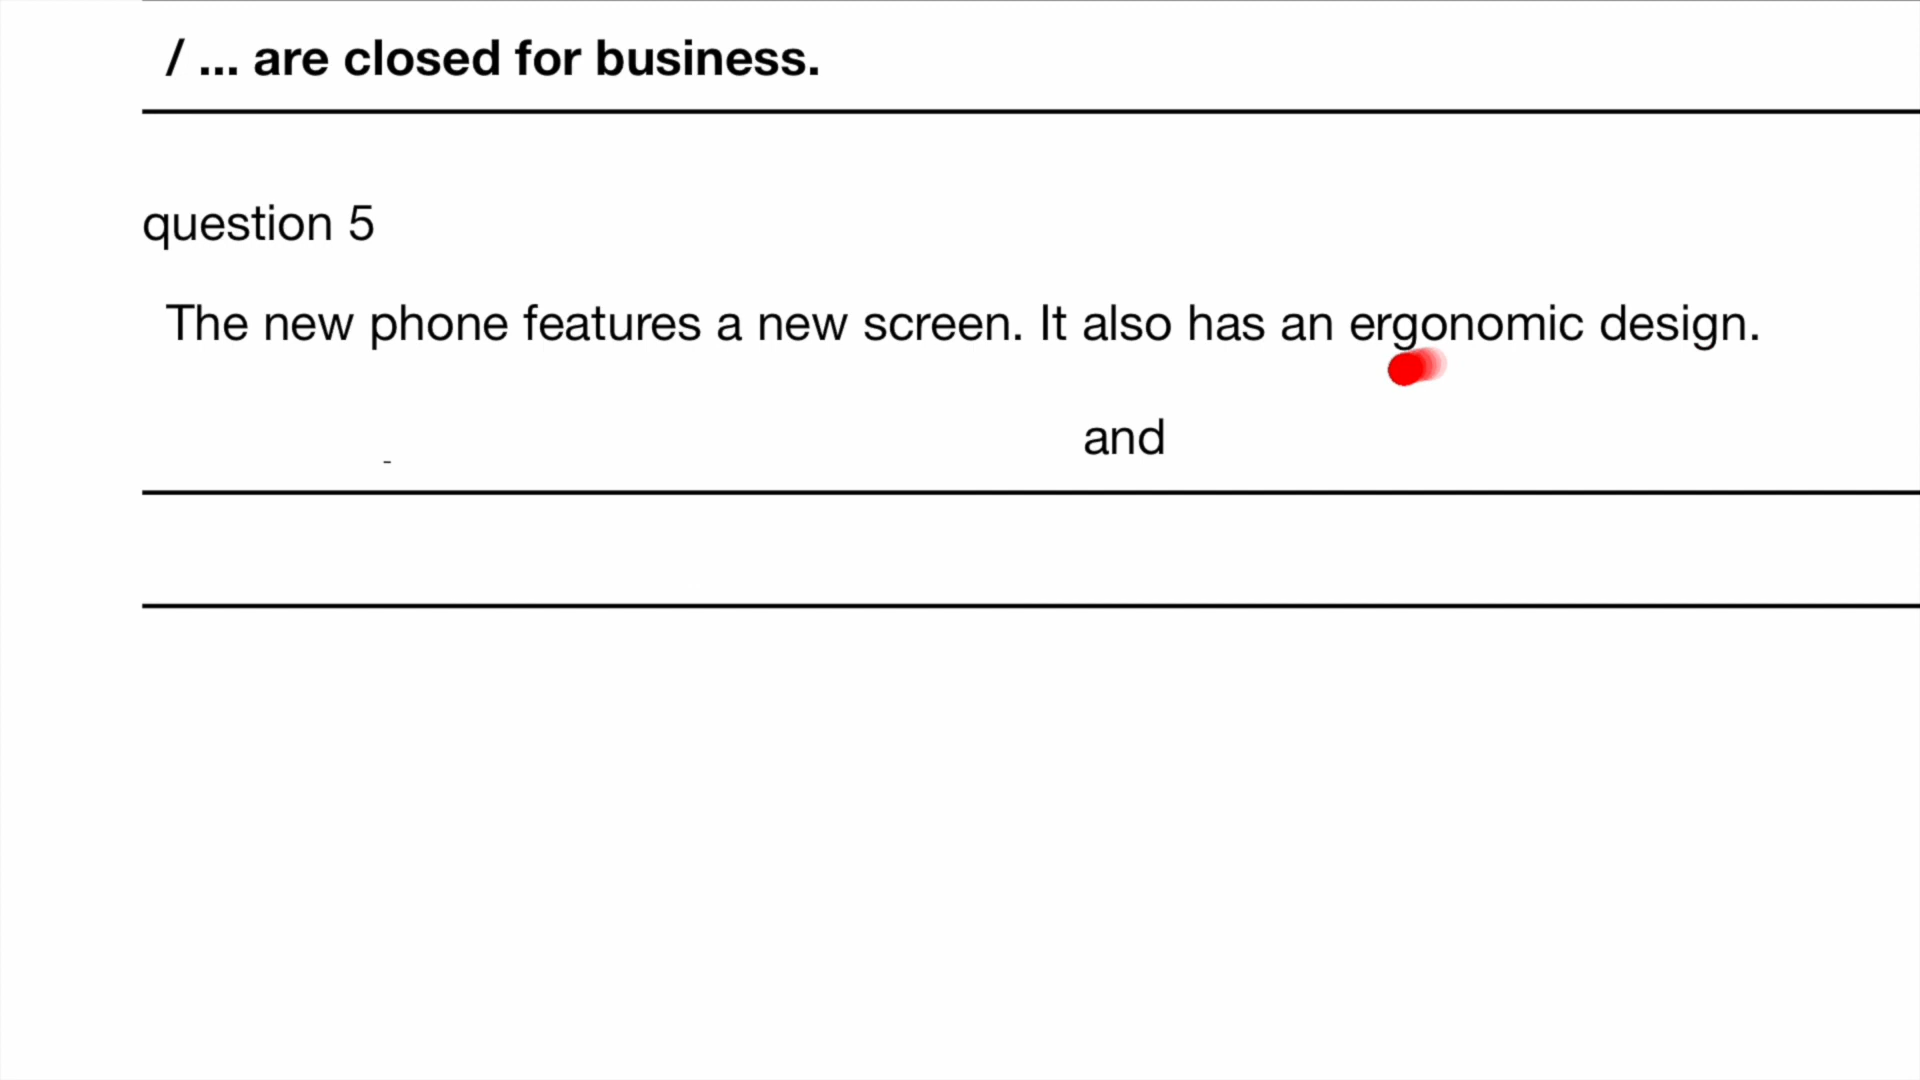 / ... are closed for business.
question 5
The new phone features a new screen. It also has an ergonomic design.
and
-